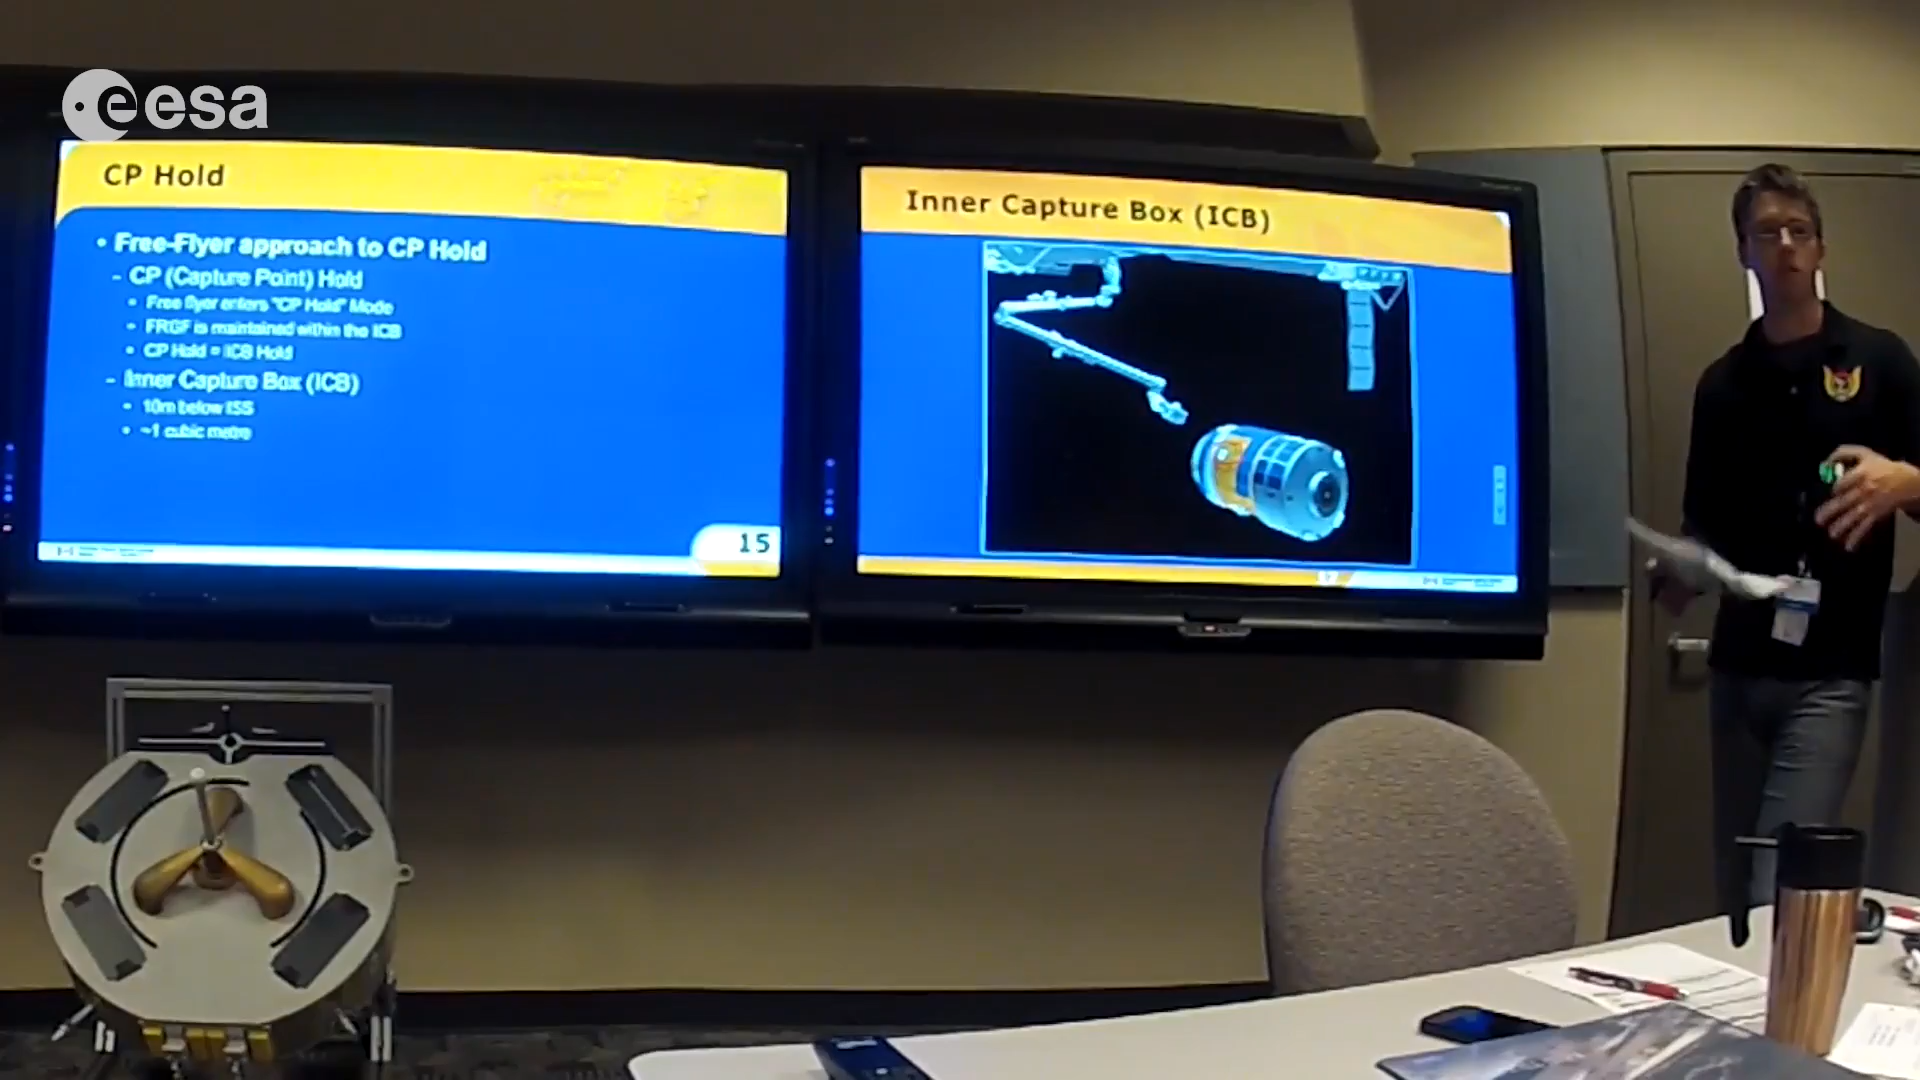 esa
CP Hold
• Free-Flyer approach to CP Hold
– CP (Capture Point) Hold
• Free flyer enters "CP Hold" Mode
• FRGF is maintained within the ICB
• CP Hold = ICB Hold
– Inner Capture Box (ICB)
• 10m below ISS
• ~1 cubic metre
15
Inner Capture Box (ICB)